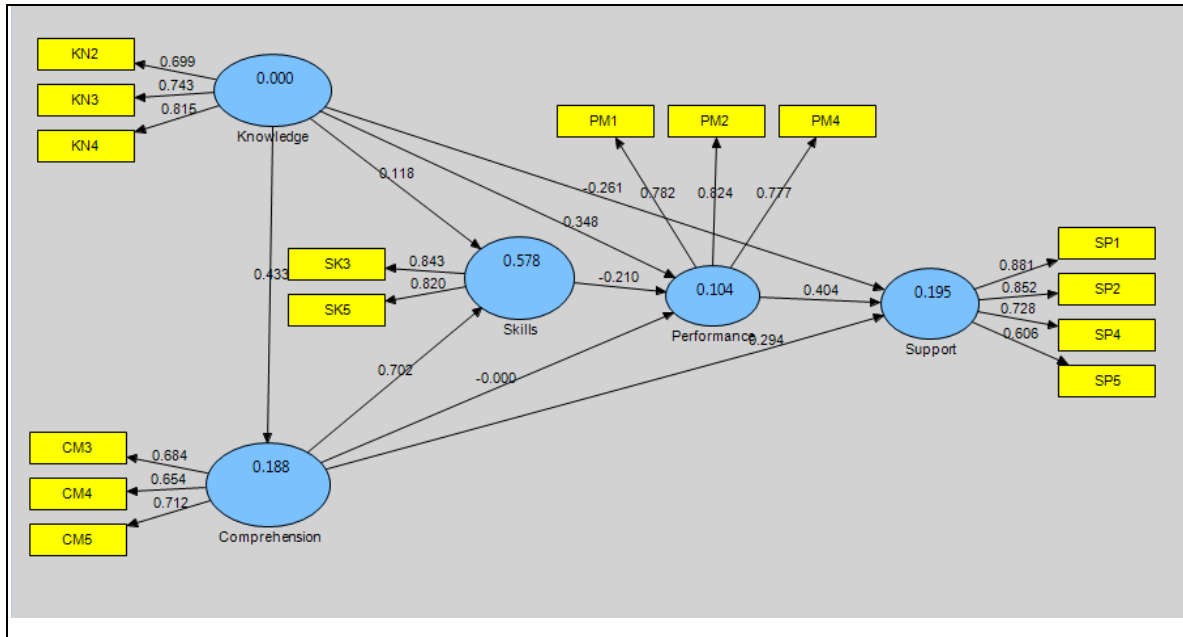 KN2
0.699
0.000
KN3
0.743
KN4
0.815
Knowledge
PM1
PM2
PM4
0.118
-0.261
0.782
0.824
0.777
0.348
0.433
SK3
0.843
SK5
0.820
0.578
Skills
-0.210
0.104
Performance
0.404
0.195
Support
SP1
0.881
SP2
0.852
SP4
0.728
SP5
0.606
0.294
0.702
-0.000
CM3
0.684
CM4
0.654
CM5
0.712
0.188
Comprehension